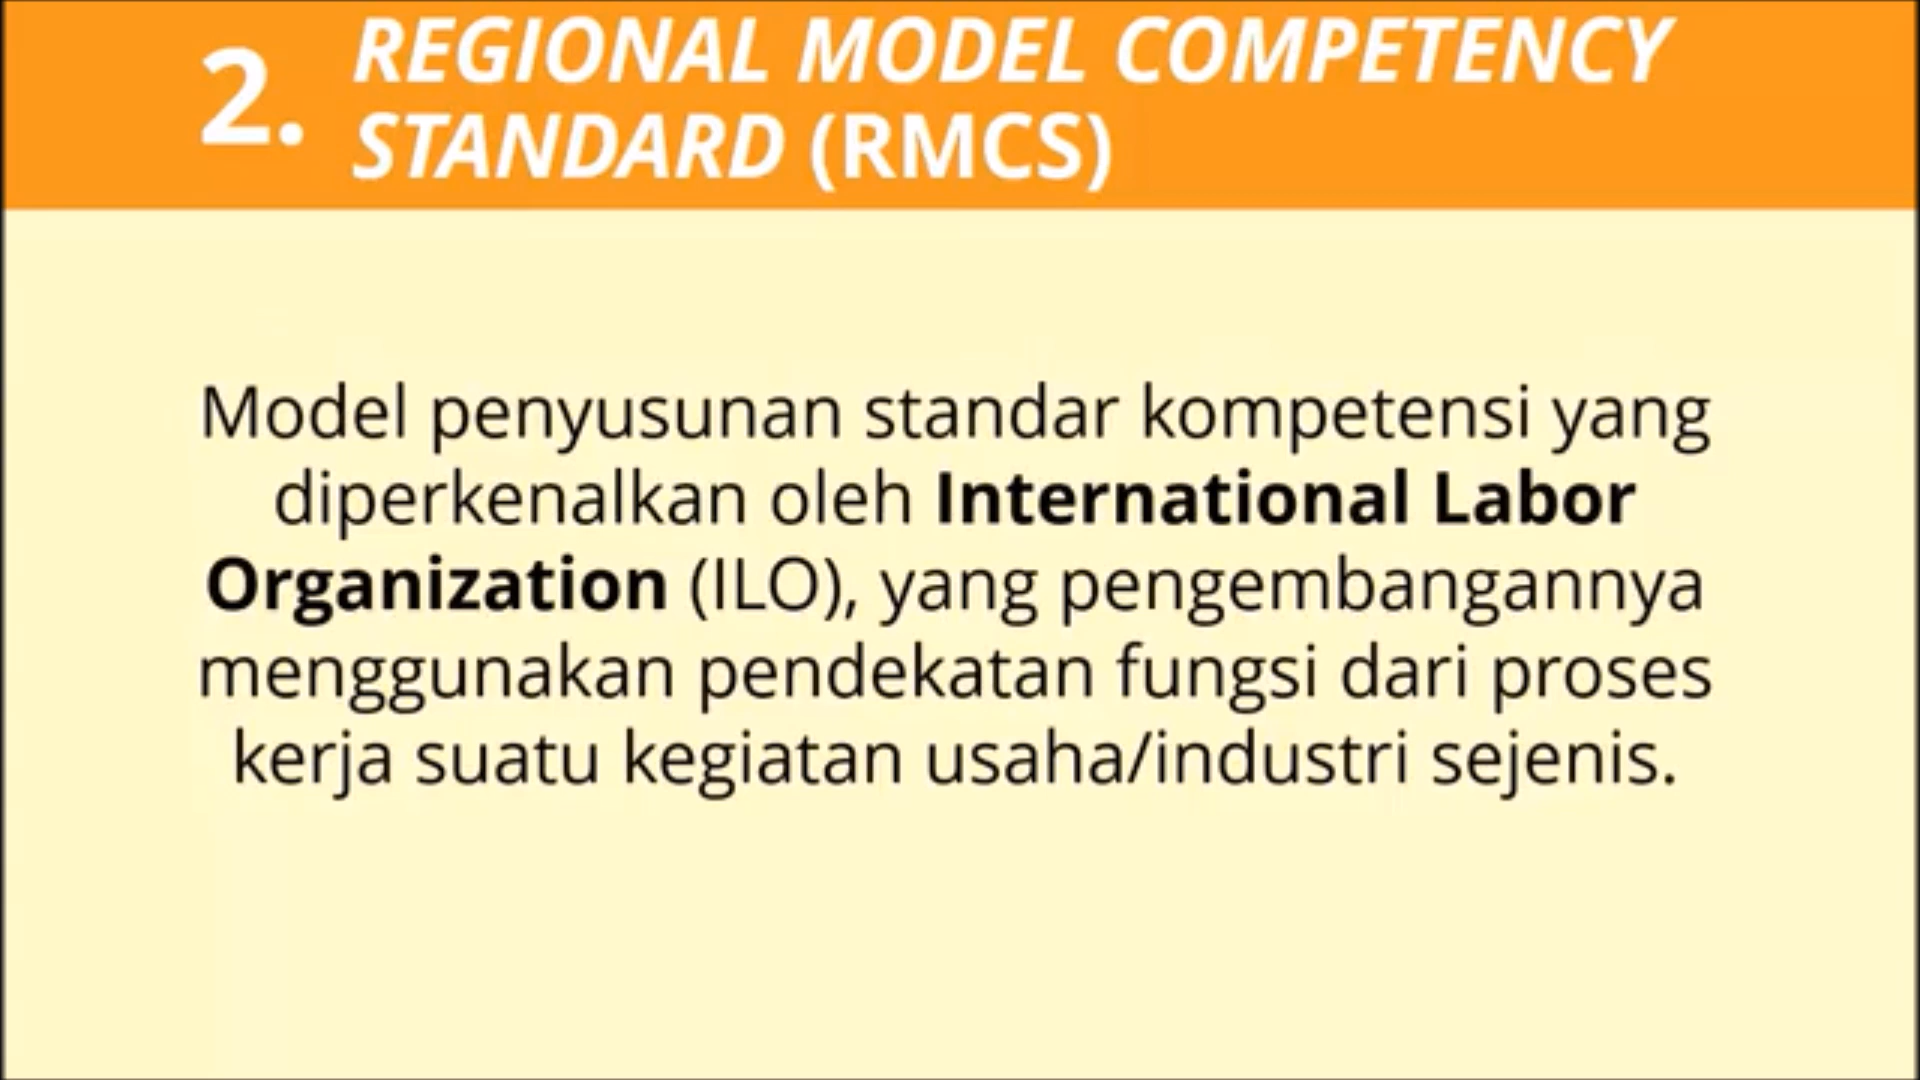 2. REGIONAL MODEL COMPETENCY
STANDARD (RMCS)
Model penyusunan standar kompetensi yang
diperkenalkan oleh International Labor
Organization (ILO), yang pengembangannya
menggunakan pendekatan fungsi dari proses
kerja suatu kegiatan usaha/industri sejenis.